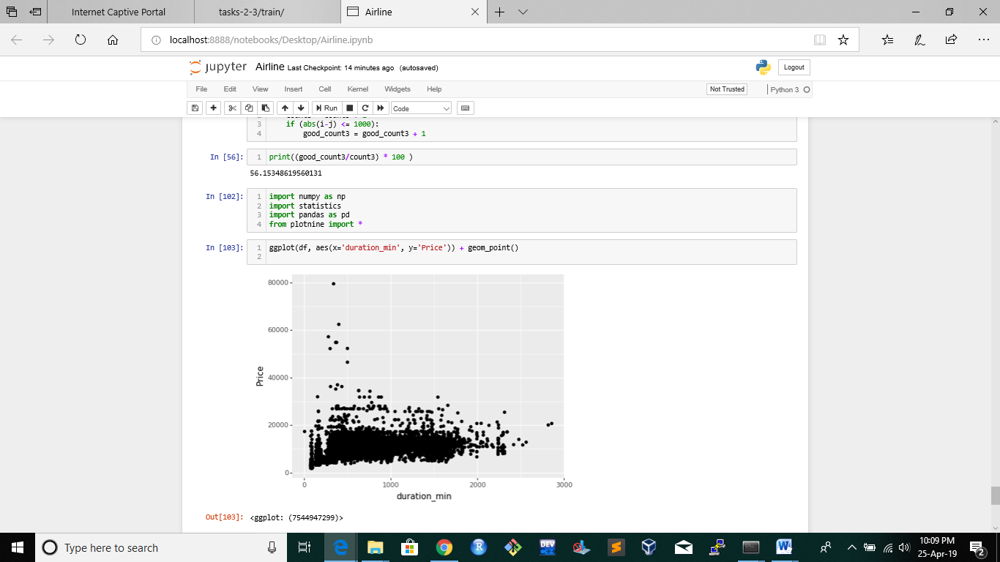 Internet Captive Portal
tasks-2-3/train/
Airline
localhost:8888/notebooks/Desktop/Airline.ipynb
jupyter Airline Last Checkpoint: 14 minutes ago (autosaved)
Logout
File Edit View Insert Cell Kernel Widgets Help
Not Trusted
Python 3
Run
Code
3 if (abs(i-j) <= 1000):
4 good_count3 = good_count3 + 1
In [56]: 1 print((good_count3/count3) * 100 )
56.15348619560131
In [102]: 1 import numpy as np
2 import statistics
3 import pandas as pd
4 from plotnine import *
In [103]: 1 ggplot(df, aes(x='duration_min', y='Price')) + geom_point()
2
80000
60000
40000
20000
0
Price
0 1000 2000 3000
duration_min
Out[103]: <ggplot: (7544947299)>
Type here to search
R
DEV
W
10:09 PM
25-Apr-19
2